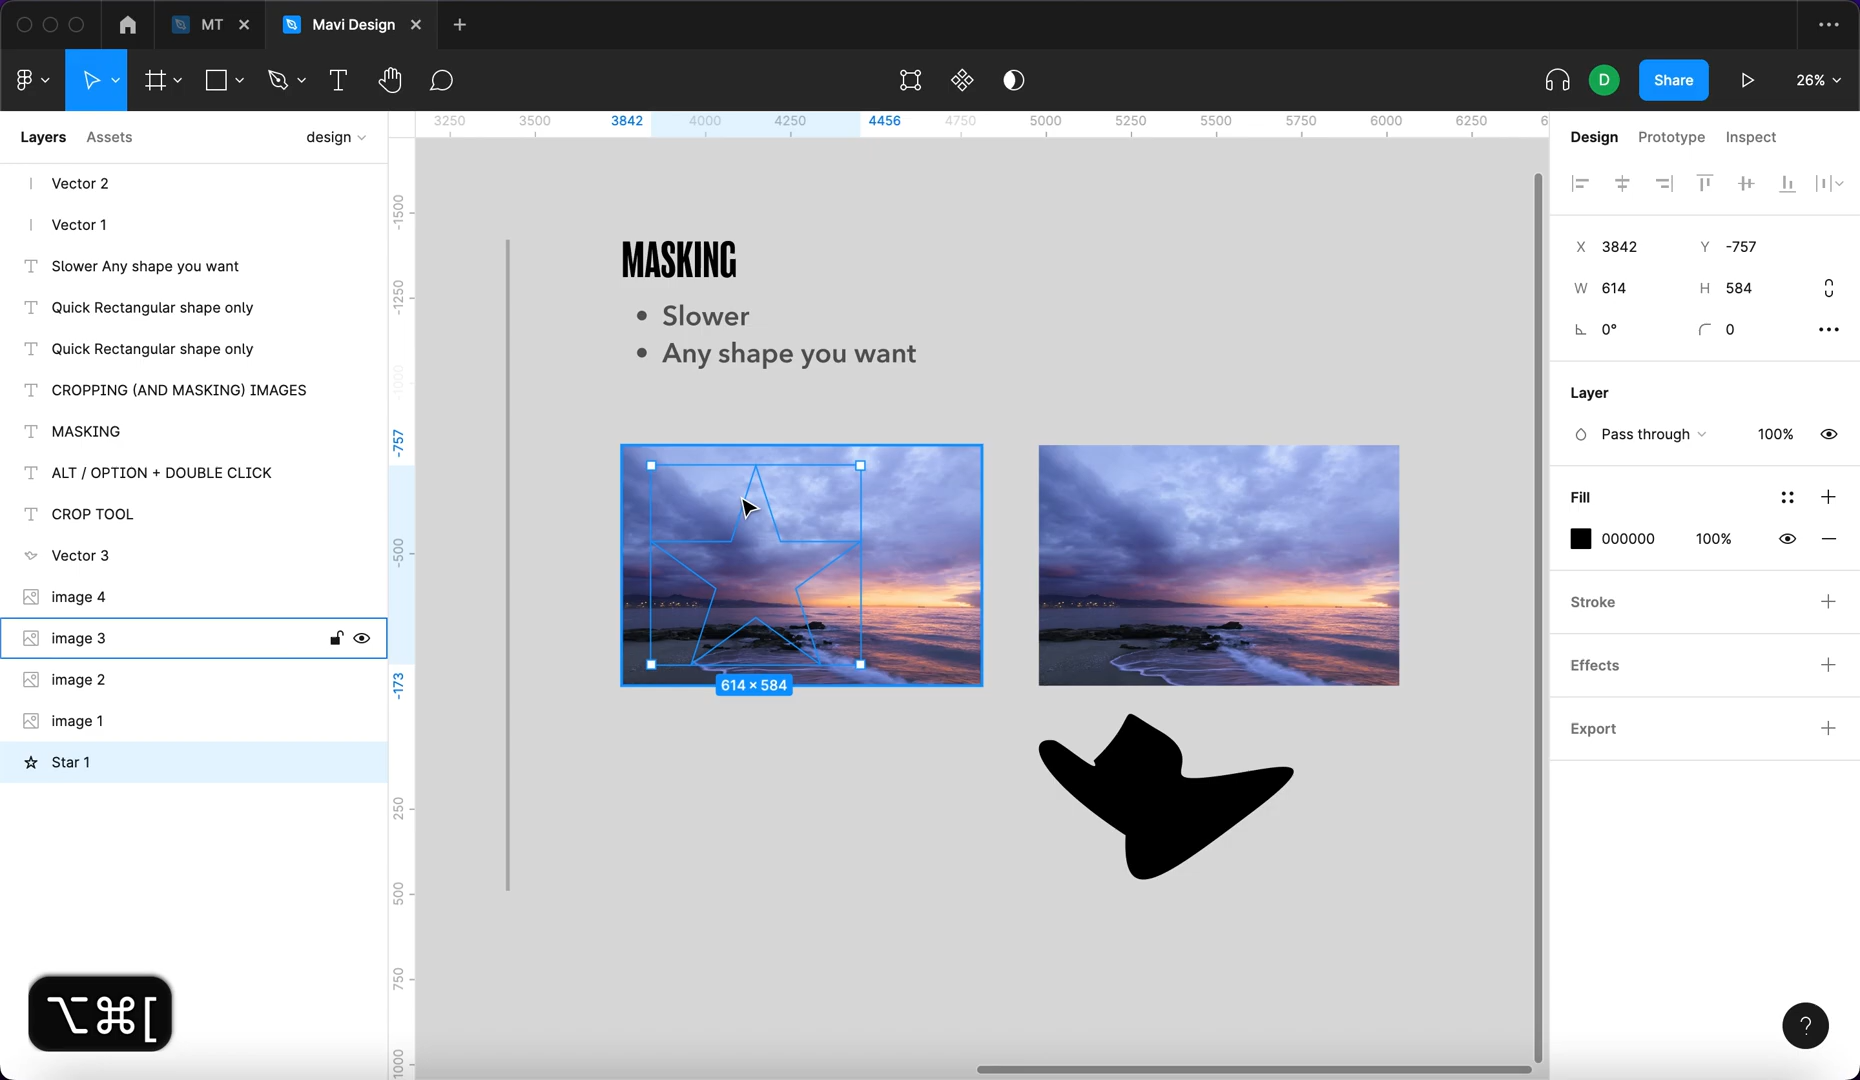 MT
Mavi Design
D
Share
26%
Layers
Assets
design
Vector 2
Vector 1
Slower Any shape you want
Quick Rectangular shape only
Quick Rectangular shape only
CROPPING (AND MASKING) IMAGES
MASKING
ALT / OPTION + DOUBLE CLICK
CROP TOOL
Vector 3
image 4
image 3
image 2
image 1
Star 1
⌥⌘[
3250 3500 3842 4000 4250 4456 4750 5000 5250 5500 5750 6000 6250 6
-1500
-1250
-1000
-757
-500
-173
250
500
750
1000
MASKING
• Slower
• Any shape you want
614 × 584
Design
Prototype
Inspect
X 3842
Y -757
W 614
H 584
0°
0
Layer
Pass through
100%
Fill
000000
100%
Stroke
Effects
Export
?